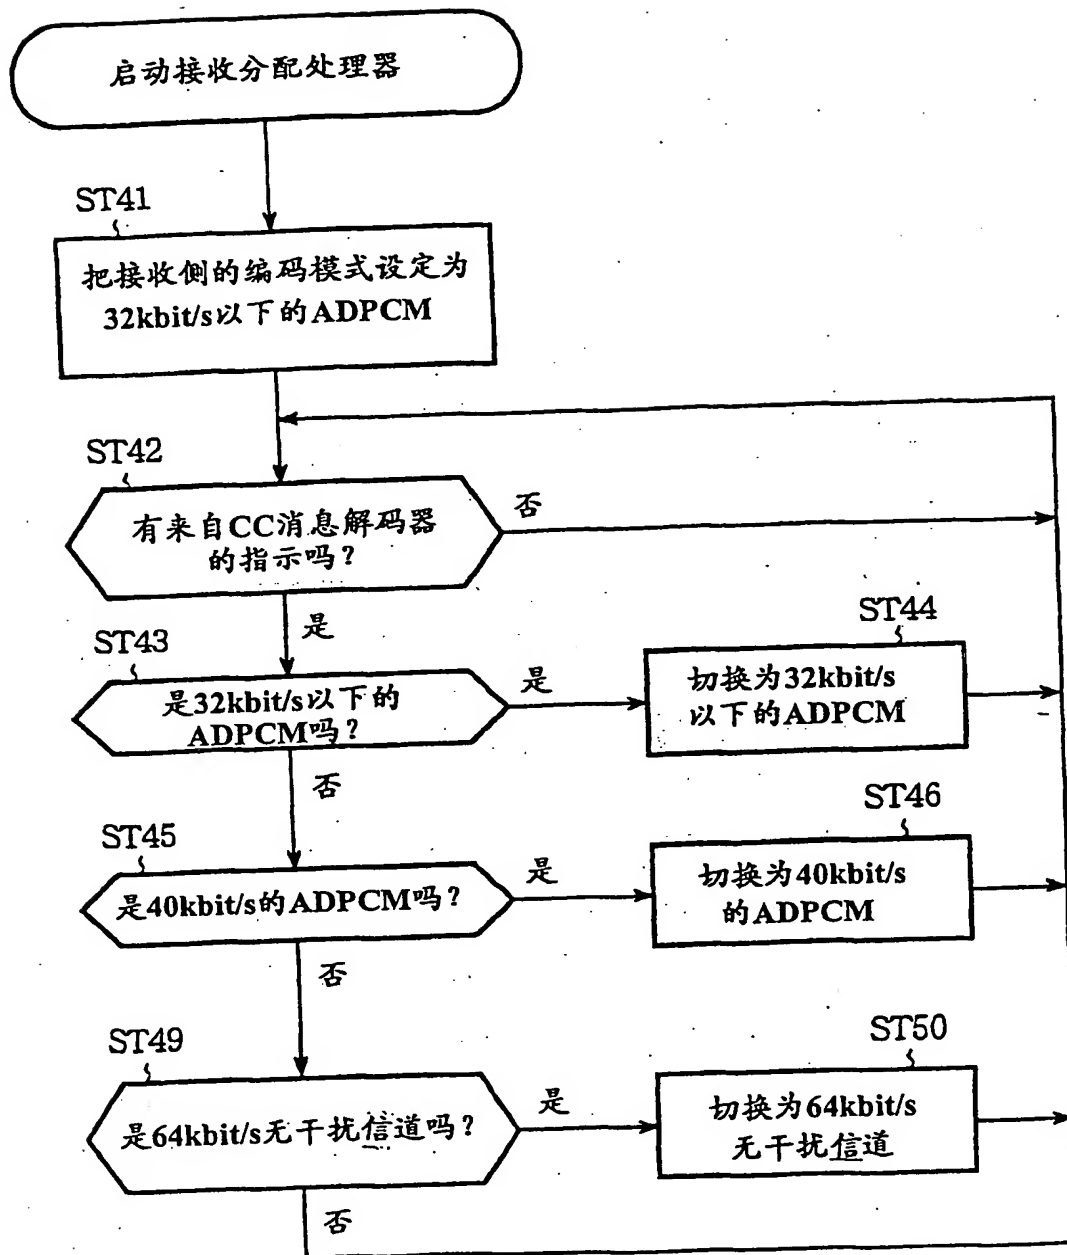 启动接收分配处理器
ST41
把接收侧的编码模式设定为
32kbit/s以下的ADPCM
ST42
有来自CC消息解码器
的指示吗？
否
是
ST43
是32kbit/s以下的
ADPCM吗？
是
ST44
切换为32kbit/s
以下的ADPCM
否
ST45
是40kbit/s的ADPCM吗？
是
ST46
切换为40kbit/s
的ADPCM
否
ST49
是64kbit/s无干扰信道吗？
是
ST50
切换为64kbit/s
无干扰信道
否